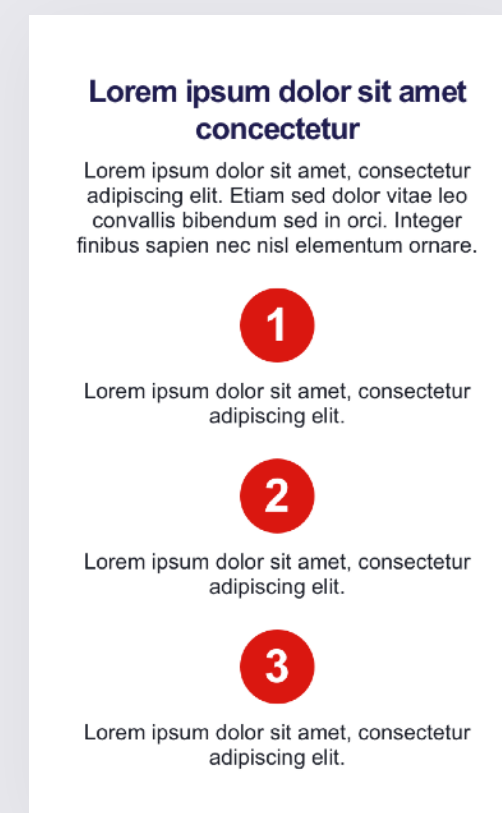 Lorem ipsum dolor sit amet
concectetur
Lorem ipsum dolor sit amet, consectetur
adipiscing elit. Etiam sed dolor vitae leo
convallis bibendum sed in orci. Integer
finibus sapien nec nisl elementum ornare.
1
Lorem ipsum dolor sit amet, consectetur
adipiscing elit.
2
Lorem ipsum dolor sit amet, consectetur
adipiscing elit.
3
Lorem ipsum dolor sit amet, consectetur
adipiscing elit.